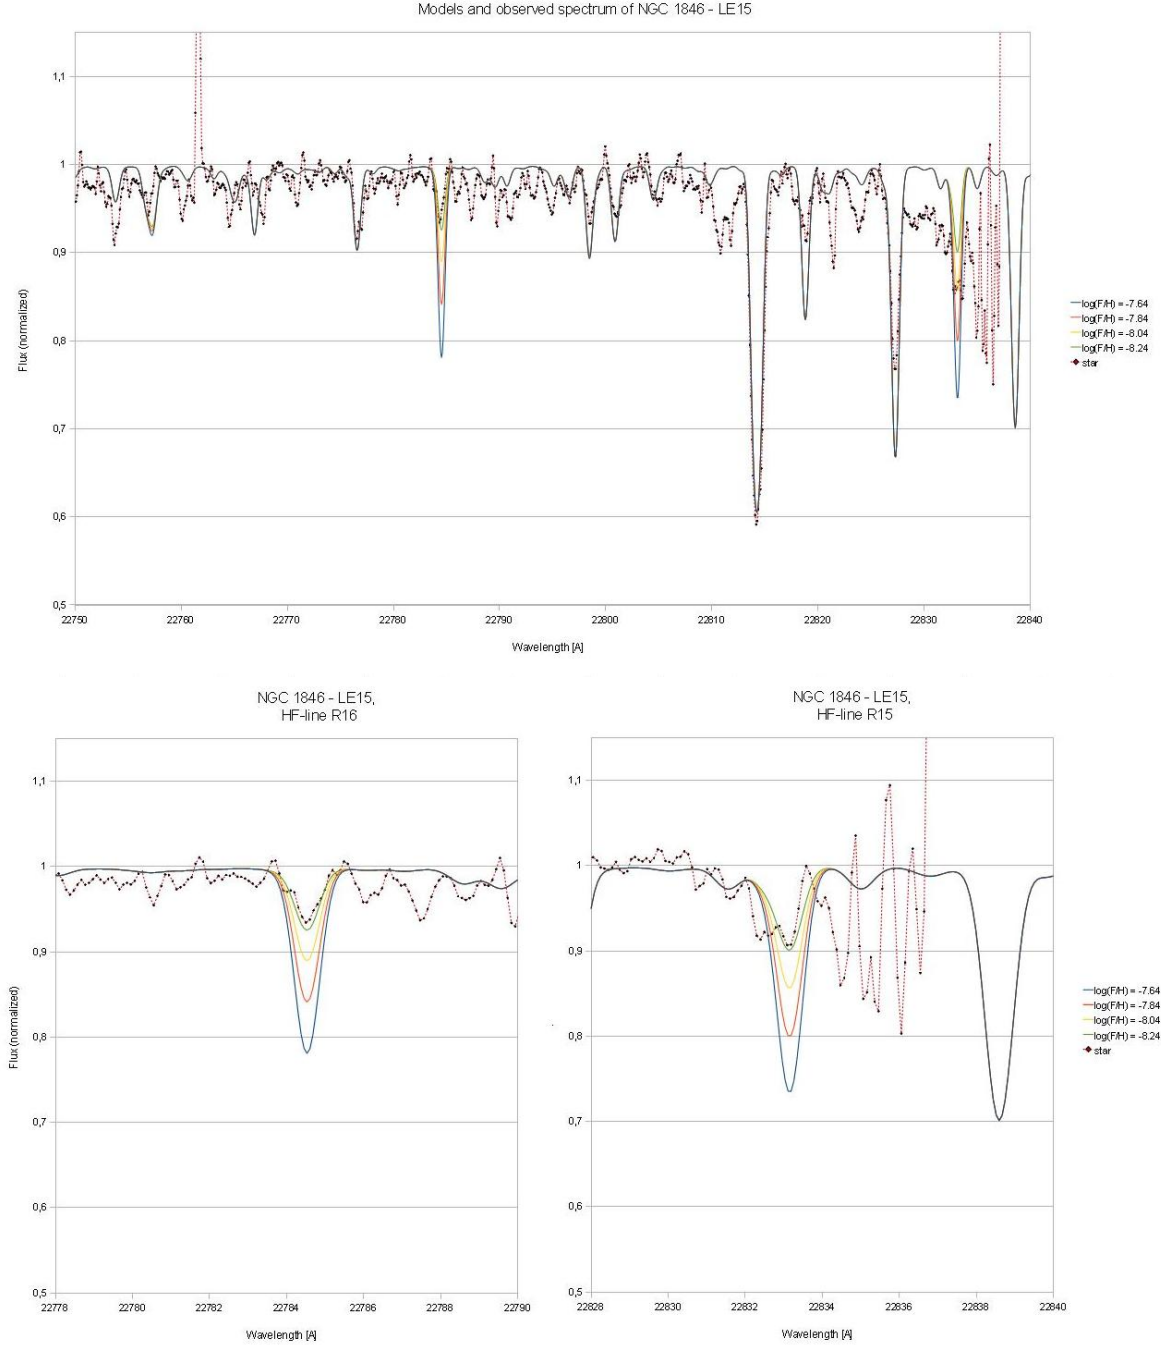 Models and observed spectrum of NGC 1846 - LE15
1,1
1
0,9
0,8
0,7
0,6
0,5
Flux (normalized)
22750 22760 22770 22780 22790 22800 22810 22820 22830 22840
Wavelength [A]
log(F/H) = -7.64
log(F/H) = -7.84
log(F/H) = -8.04
log(F/H) = -8.24
star
NGC 1846 - LE15,
HF-line R16
1,1
1
0,9
0,8
0,7
0,6
0,5
Flux (normalized)
22778 22780 22782 22784 22786 22788 22790
Wavelength [A]
NGC 1846 - LE15,
HF-line R15
1,1
1
0,9
0,8
0,7
0,6
0,5
22828 22830 22832 22834 22836 22838 22840
Wavelength [A]
log(F/H) = -7.64
log(F/H) = -7.84
log(F/H) = -8.04
log(F/H) = -8.24
star